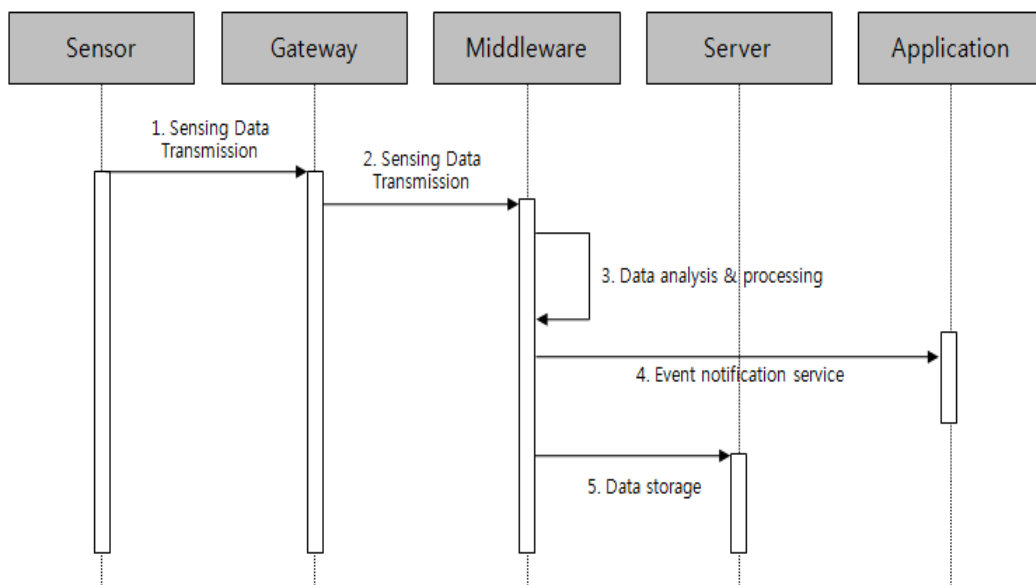 Sensor
Gateway
Middleware
Server
Application
1. Sensing Data
Transmission
2. Sensing Data
Transmission
3. Data analysis & processing
4. Event notification service
5. Data storage